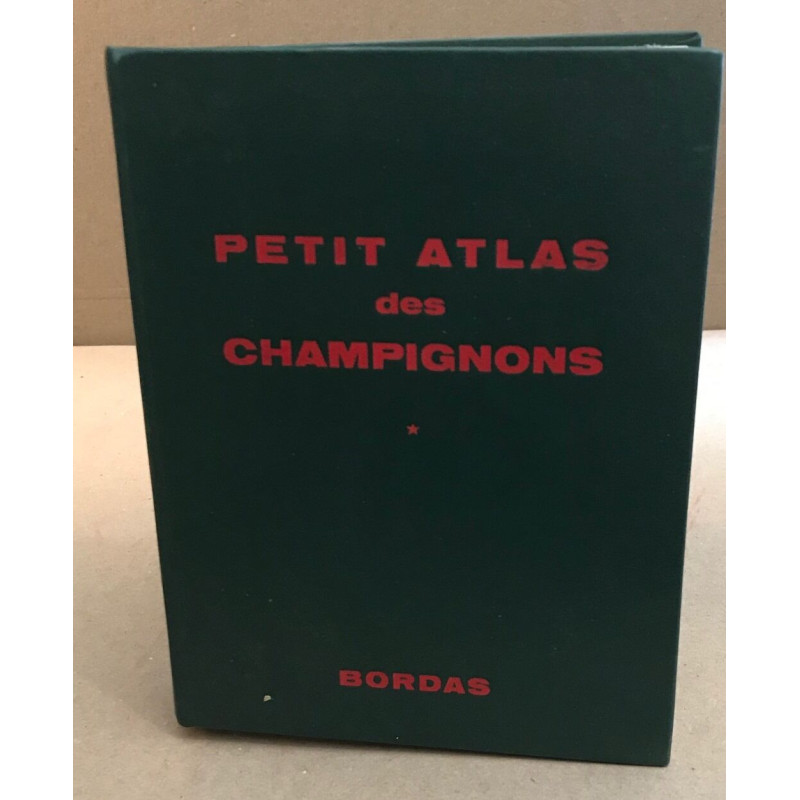 PETIT ATLAS
des
CHAMPIGNONS
BORDAS